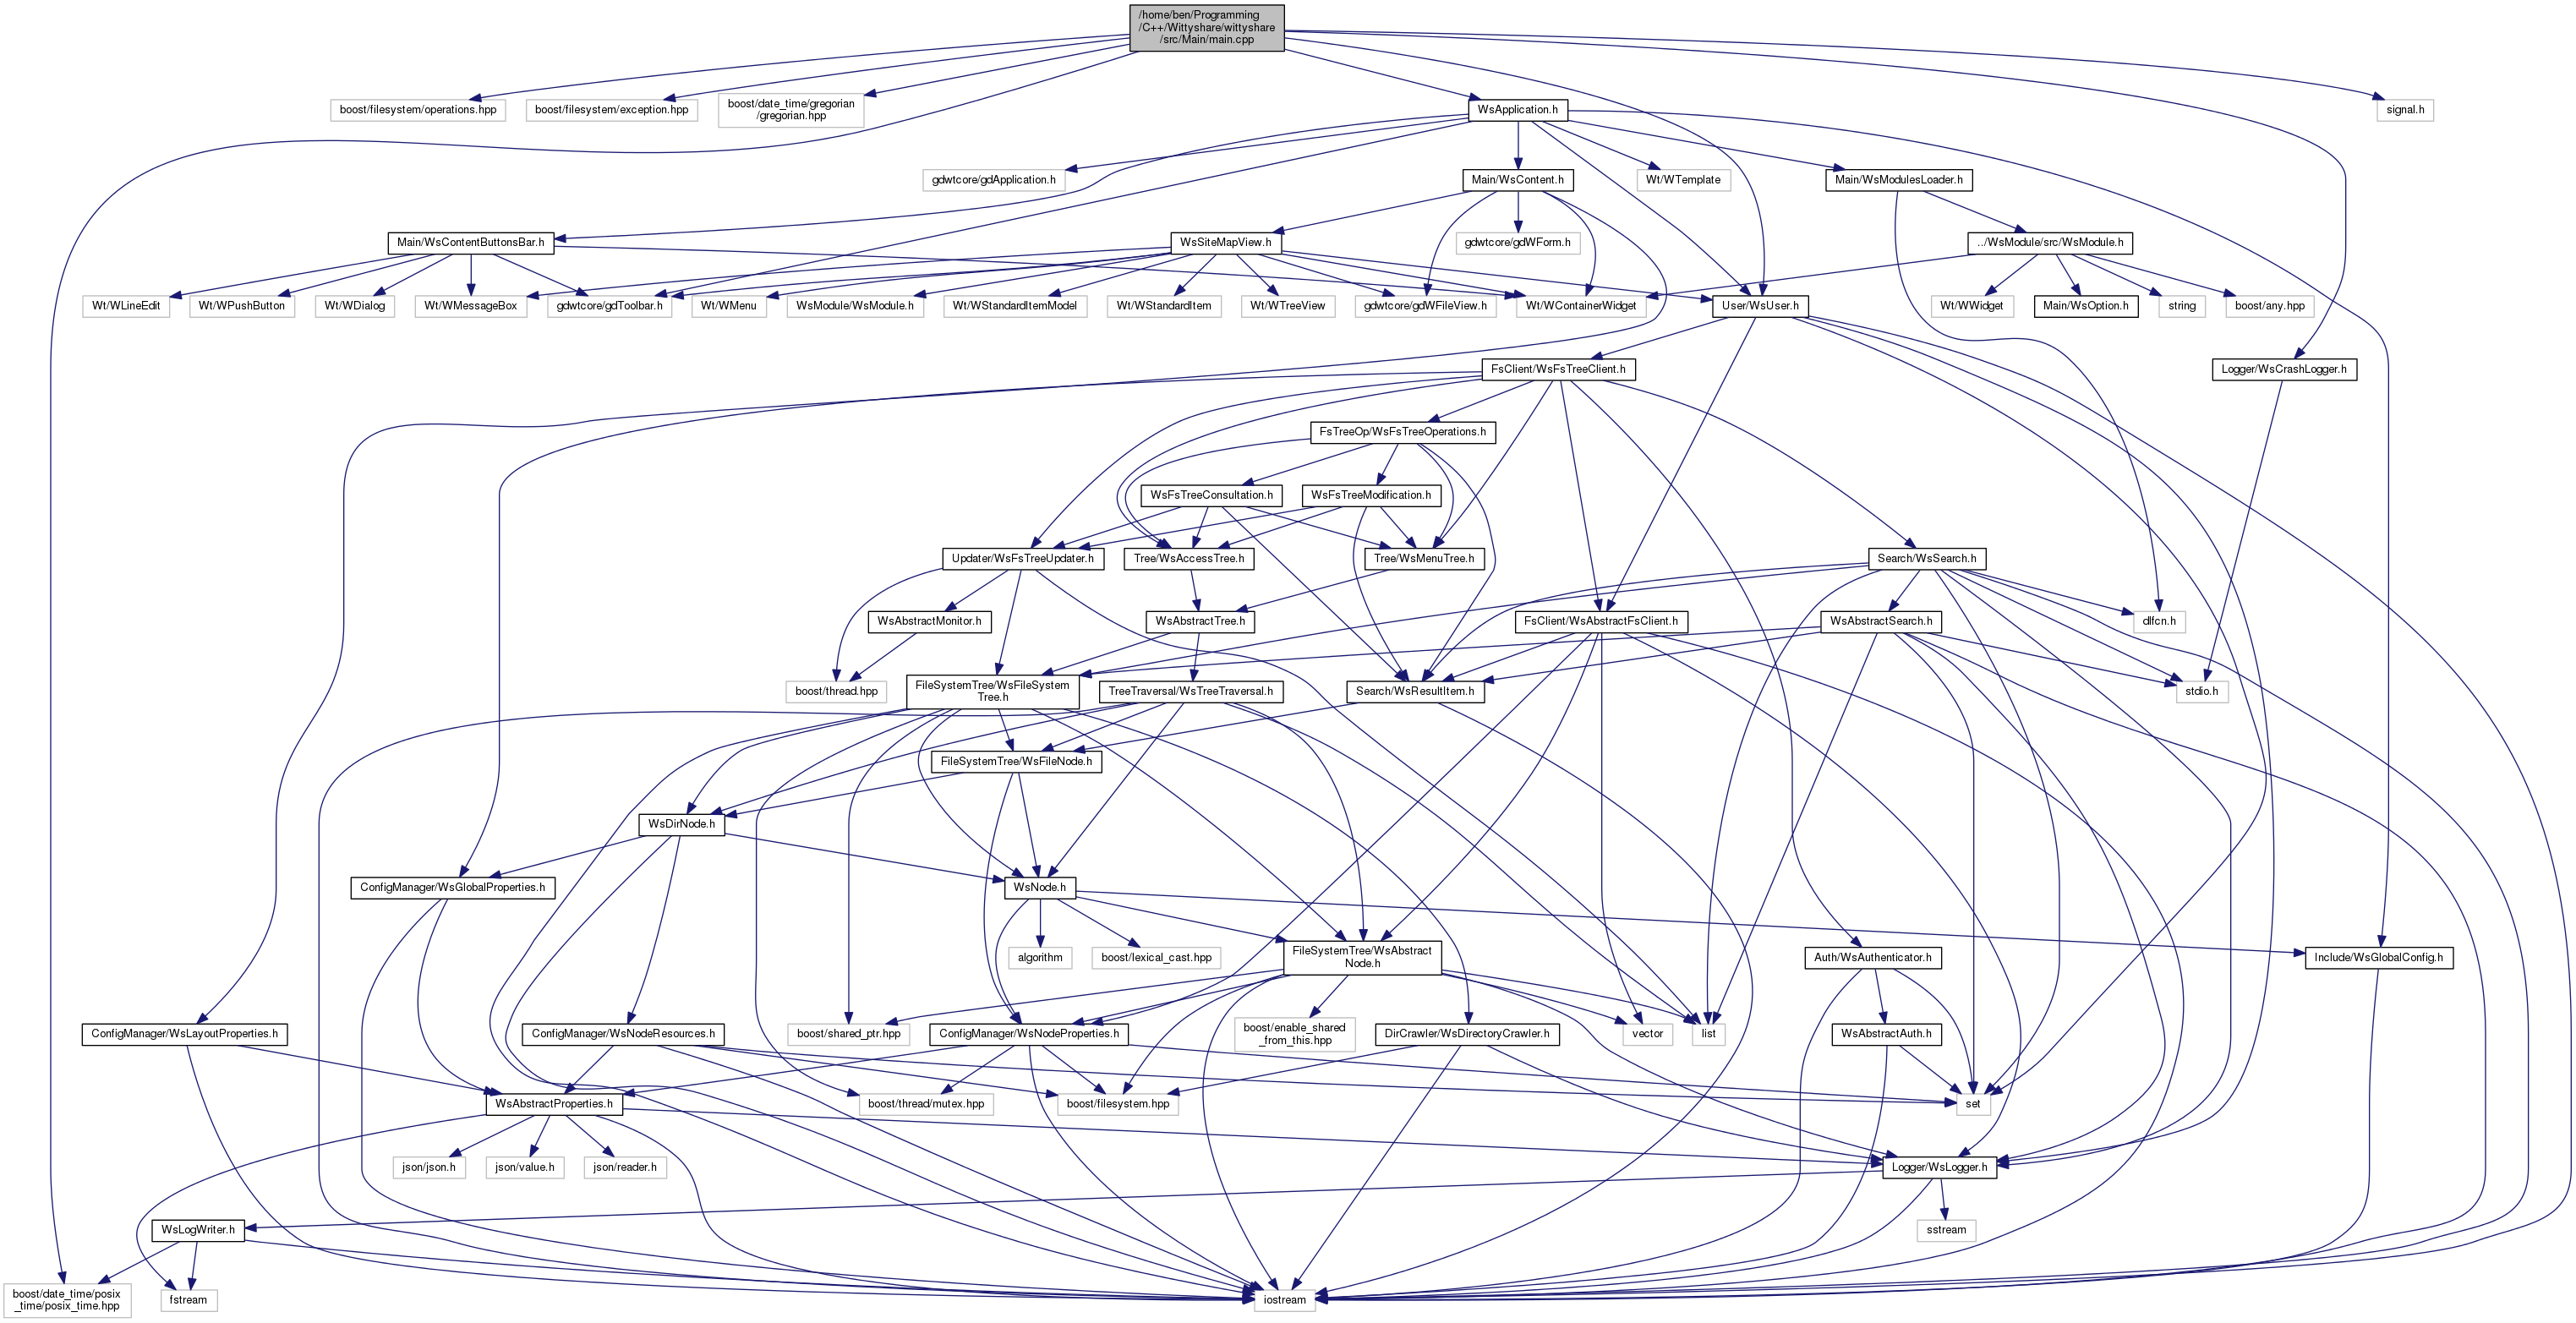 /home/ben/Programming
/C++/Wittyshare/wittyshare
/src/Main/main.cpp
boost/filesystem/operations.hpp
boost/filesystem/exception.hpp
boost/date_time/gregorian
/gregorian.hpp
WsApplication.h
signal.h
gdwtcore/gdApplication.h
Main/WsContent.h
Wt/WTemplate
Main/WsModulesLoader.h
Main/WsContentButtonsBar.h
WsSiteMapView.h
gdwtcore/gdWForm.h
../WsModule/src/WsModule.h
Wt/WLineEdit
Wt/WPushButton
Wt/WDialog
Wt/WMessageBox
gdwtcore/gdToolbar.h
Wt/WMenu
WsModule/WsModule.h
Wt/WStandardItemModel
Wt/WStandardItem
Wt/WTreeView
gdwtcore/gdWFileView.h
Wt/WContainerWidget
User/WsUser.h
Wt/WWidget
Main/WsOption.h
string
boost/any.hpp
FsClient/WsFsTreeClient.h
Logger/WsCrashLogger.h
FsTreeOp/WsFsTreeOperations.h
WsFsTreeConsultation.h
WsFsTreeModification.h
Updater/WsFsTreeUpdater.h
Tree/WsAccessTree.h
Tree/WsMenuTree.h
Search/WsSearch.h
WsAbstractMonitor.h
WsAbstractTree.h
FsClient/WsAbstractFsClient.h
WsAbstractSearch.h
dlfcn.h
boost/thread.hpp
FileSystemTree/WsFileSystem
Tree.h
TreeTraversal/WsTreeTraversal.h
Search/WsResultItem.h
stdio.h
FileSystemTree/WsFileNode.h
WsDirNode.h
ConfigManager/WsGlobalProperties.h
WsNode.h
algorithm
boost/lexical_cast.hpp
FileSystemTree/WsAbstract
Node.h
Auth/WsAuthenticator.h
Include/WsGlobalConfig.h
ConfigManager/WsLayoutProperties.h
ConfigManager/WsNodeResources.h
boost/shared_ptr.hpp
ConfigManager/WsNodeProperties.h
boost/enable_shared
_from_this.hpp
DirCrawler/WsDirectoryCrawler.h
vector
list
WsAbstractAuth.h
WsAbstractProperties.h
boost/thread/mutex.hpp
boost/filesystem.hpp
set
json/json.h
json/value.h
json/reader.h
Logger/WsLogger.h
WsLogWriter.h
sstream
boost/date_time/posix
_time/posix_time.hpp
fstream
iostream